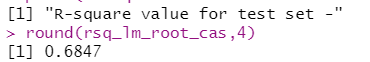 [1] "R-square value for test set -"
> round(rsq_lm_root_cas,4)
[1] 0.6847